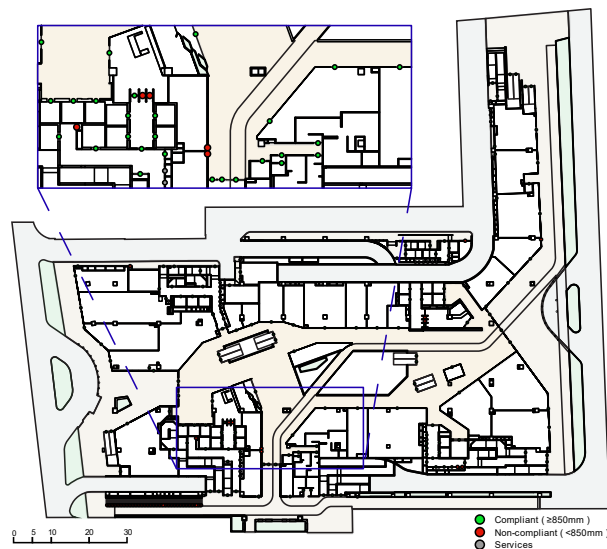 Compliant ( ≥850mm )
Non-compliant ( <850mm )
Services
0 5 10 20 30